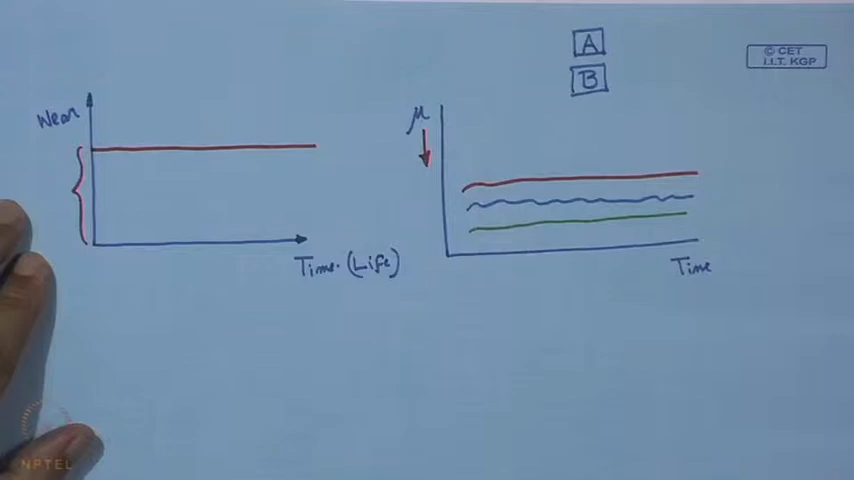 A
B
© CET
I.I.T. KGP
Wear
μ
Time (Life)
Time
NPTEL